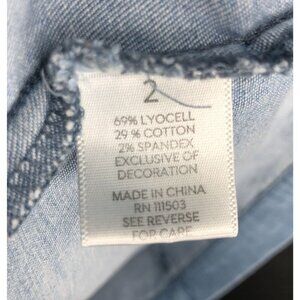 2
69% LYOCELL
29 % COTTON
2% SPANDEX
EXCLUSIVE OF
DECORATION
MADE IN CHINA
RN 111503
SEE REVERSE
FOR CARE